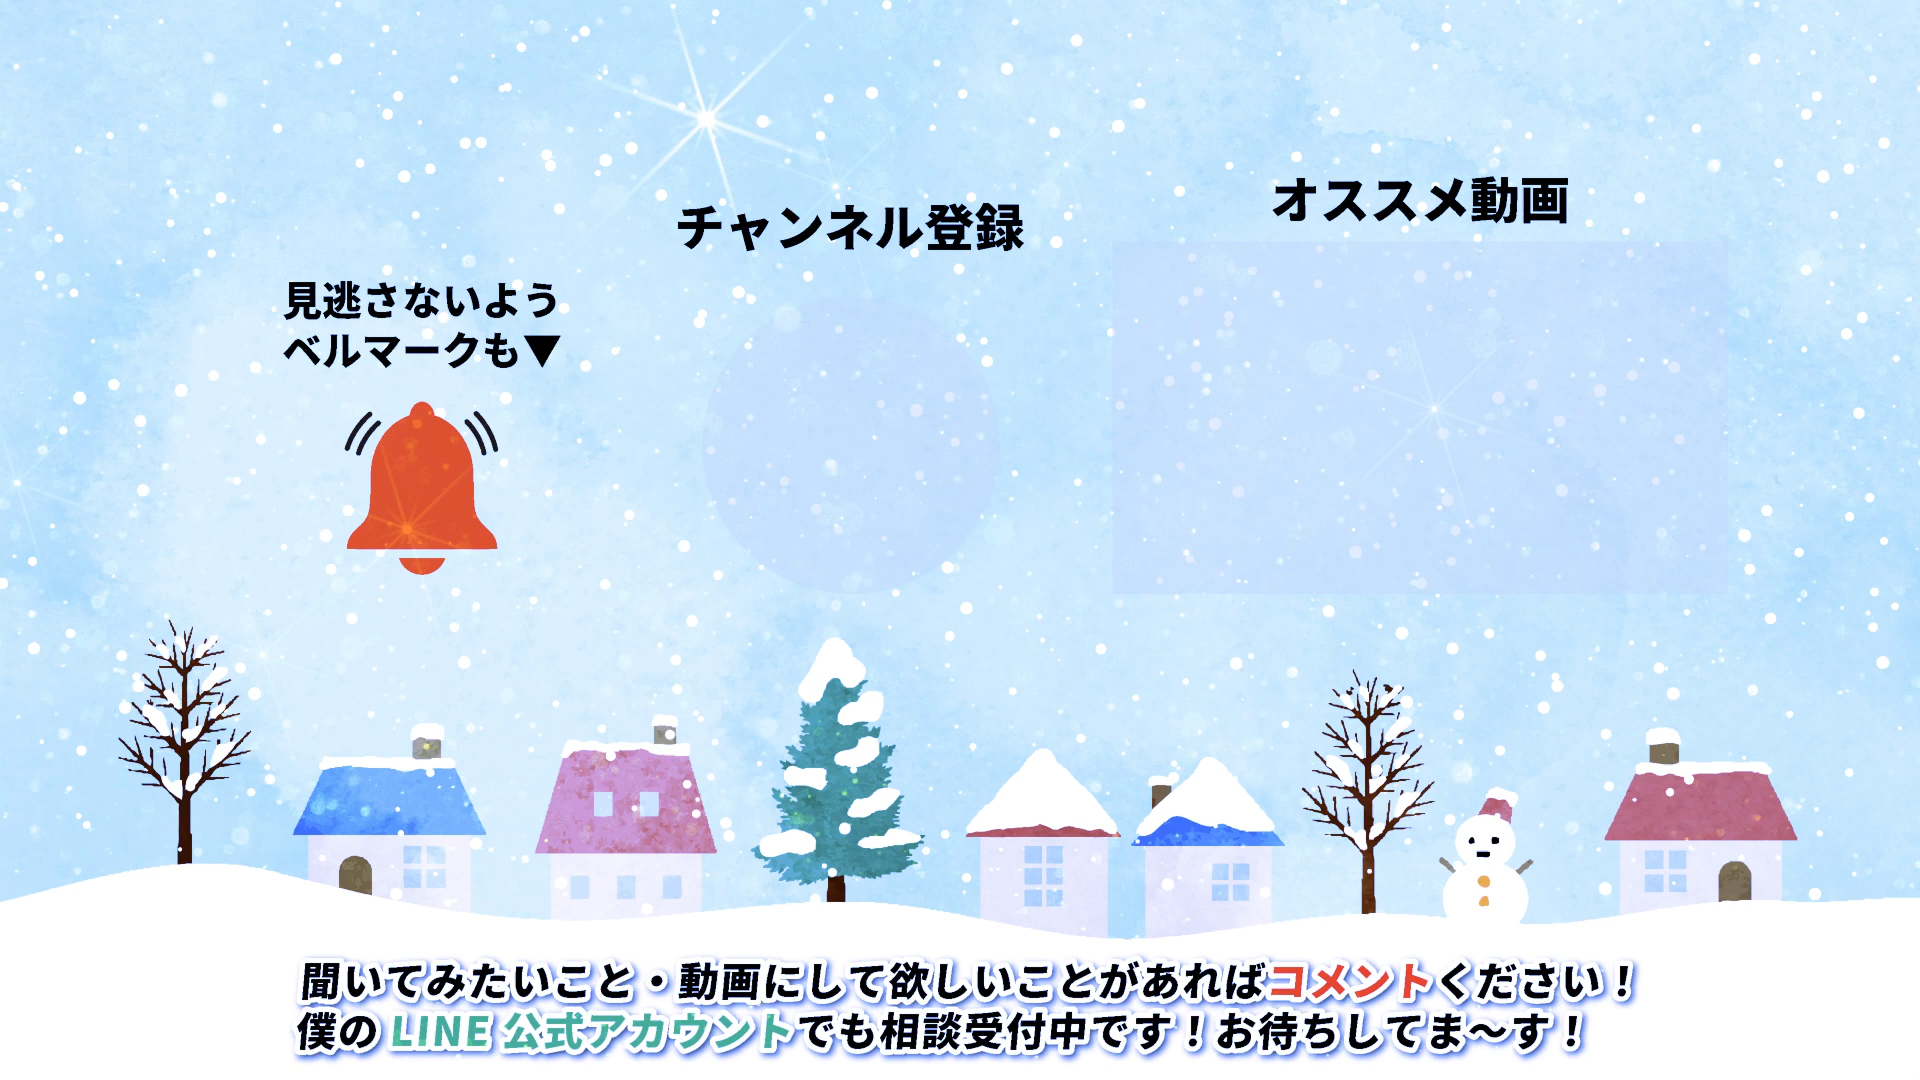 チャンネル登録
オススメ動画
見逃さないよう
ベルマークも▼
聞いてみたいこと・動画にして欲しいことがあればコメントください！
僕の LINE 公式アカウントでも相談受付中です！お待ちしてま〜す！